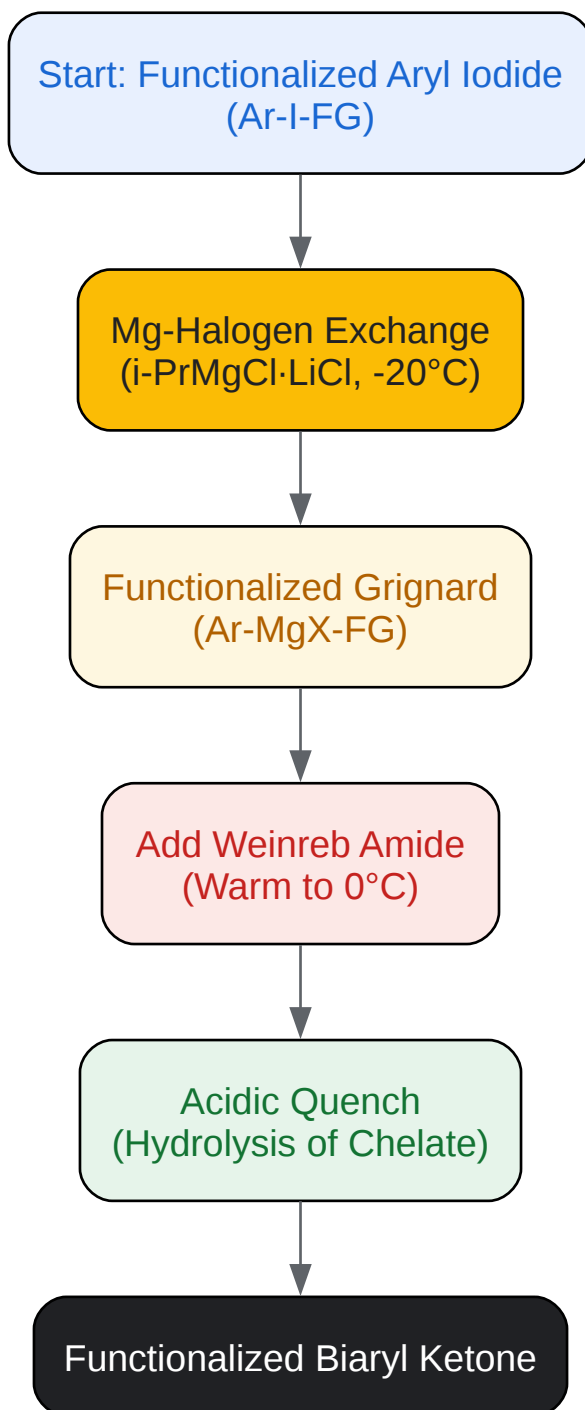 Start: Functionalized Aryl Iodide
(Ar-I-FG)
Mg-Halogen Exchange
(i-PrMgCl·LiCl, -20°C)
Functionalized Grignard
(Ar-MgX-FG)
Add Weinreb Amide
(Warm to 0°C)
Acidic Quench
(Hydrolysis of Chelate)
Functionalized Biaryl Ketone